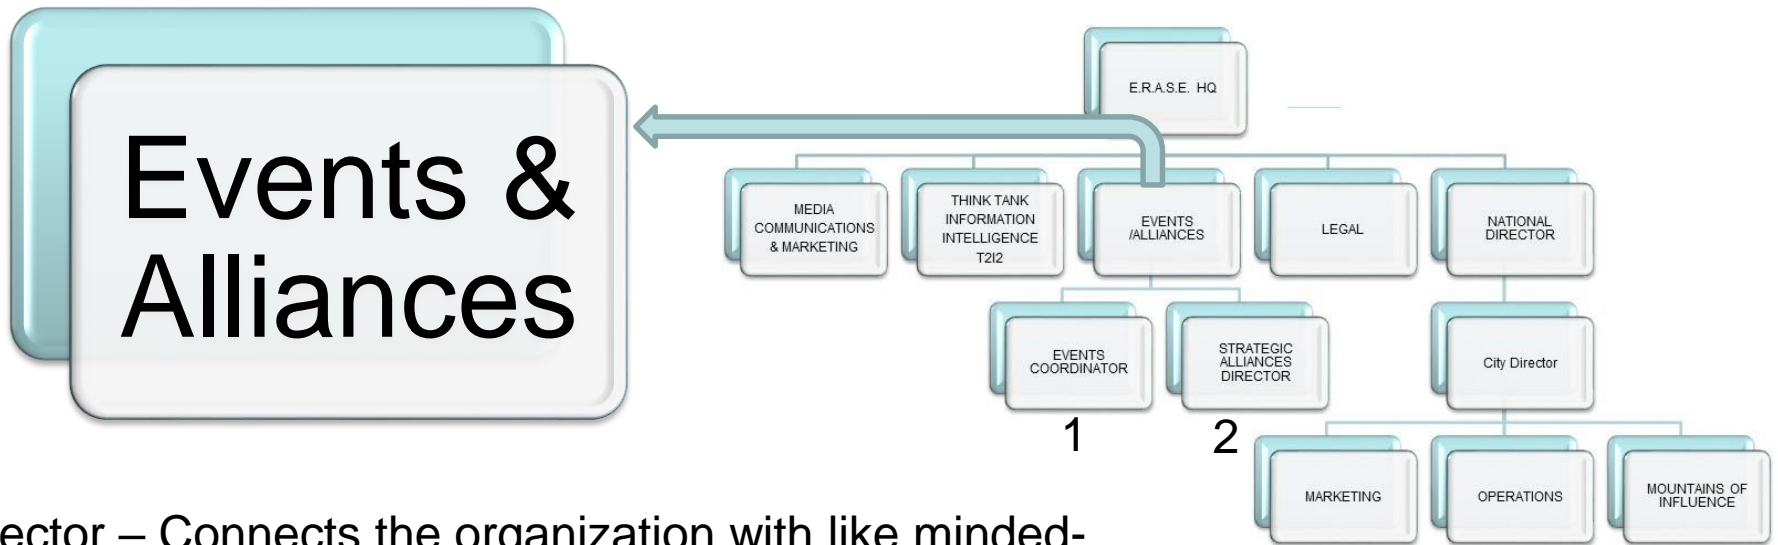 Events &
Alliances
E.R.A.S.E. HQ
MEDIA
COMMUNICATIONS
& MARKETING
THINK TANK
INFORMATION
INTELLIGENCE
T2I2
EVENTS
/ALLIANCES
LEGAL
NATIONAL
DIRECTOR
EVENTS
COORDINATOR
STRATEGIC
ALLIANCES
DIRECTOR
City Director
1
2
MARKETING
OPERATIONS
MOUNTAINS OF
INFLUENCE
ector – Connects the organization with like minded-